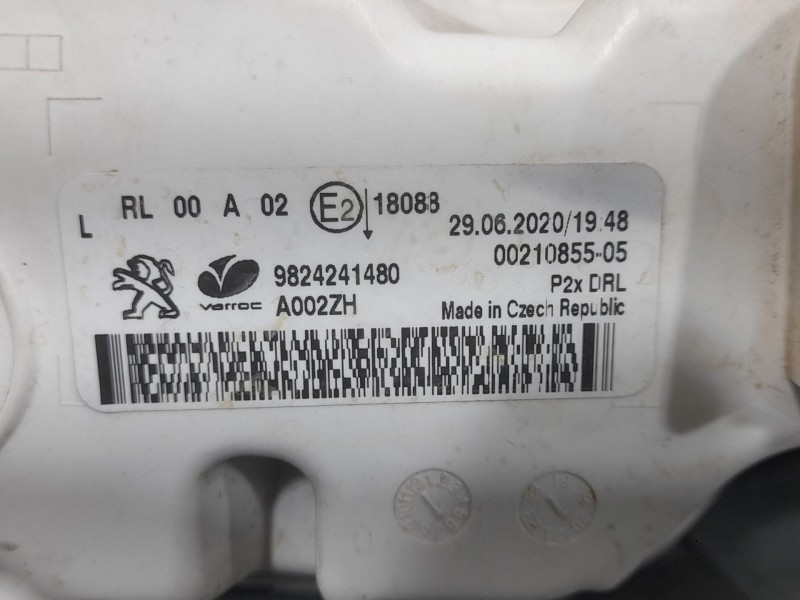 L RL 00 A 02 E2 18088
29.06.2020/19:48
00210855-05
9824241480
P2x DRL
varroc A002ZH
Made in Czech Republic